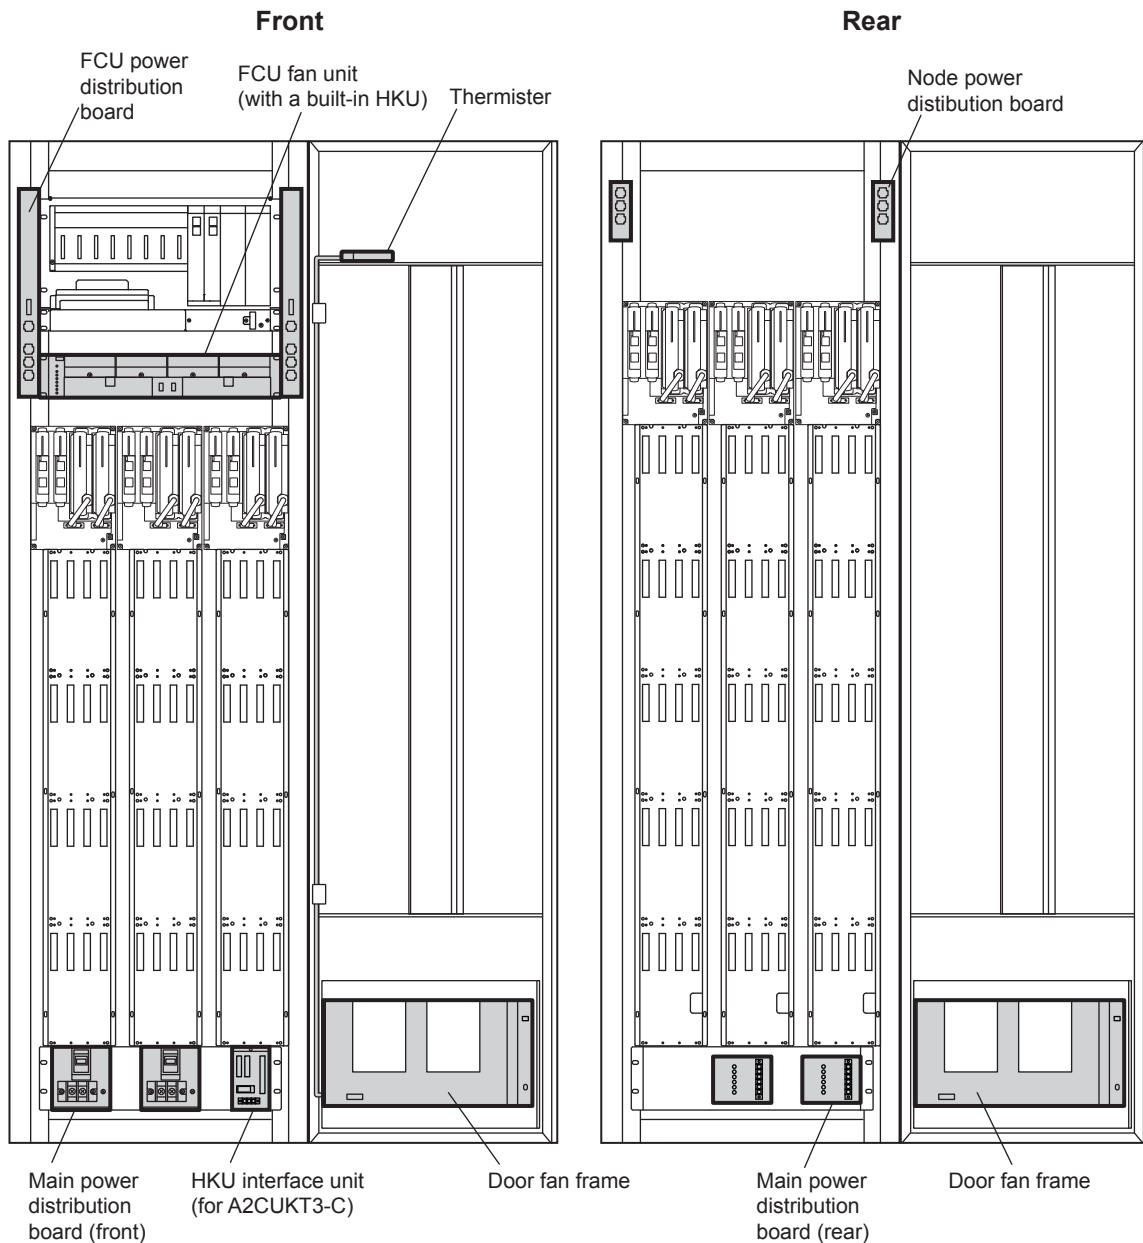 Front
Rear
FCU power
distribution
board
FCU fan unit
(with a built-in HKU)
Thermister
Node power
distibution board
Main power
distribution
board (front)
HKU interface unit
(for A2CUKT3-C)
Door fan frame
Main power
distribution
board (rear)
Door fan frame